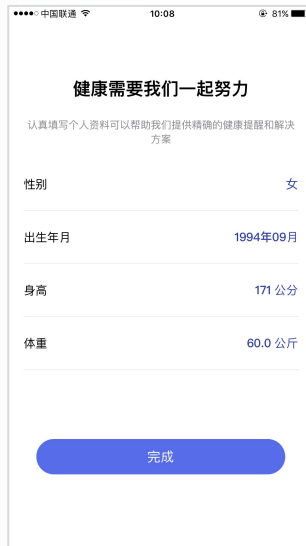 中国联通 10:08 81%
健康需要我们一起努力
认真填写个人资料可以帮助我们提供精确的健康提醒和解决
方案
性别 女
出生年月 1994年09月
身高 171 公分
体重 60.0 公斤
完成